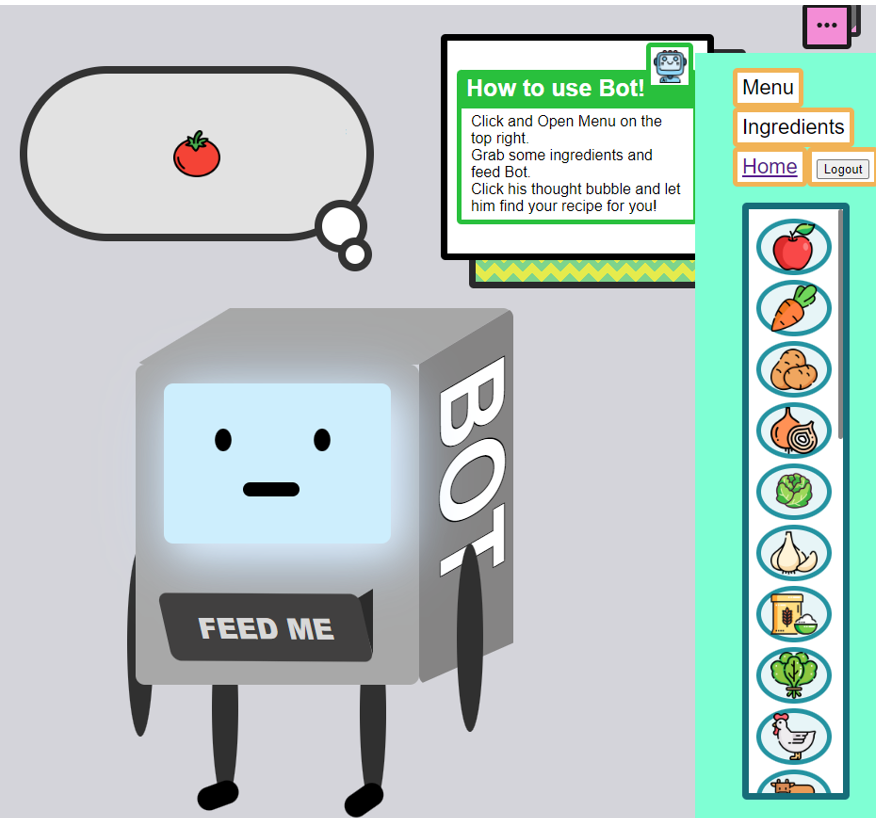 •••
How to use Bot!
Click and Open Menu on the
top right.
Grab some ingredients and
feed Bot.
Click his thought bubble and let
him find your recipe for you!
Menu
Ingredients
Home
Logout
BOT
FEED ME